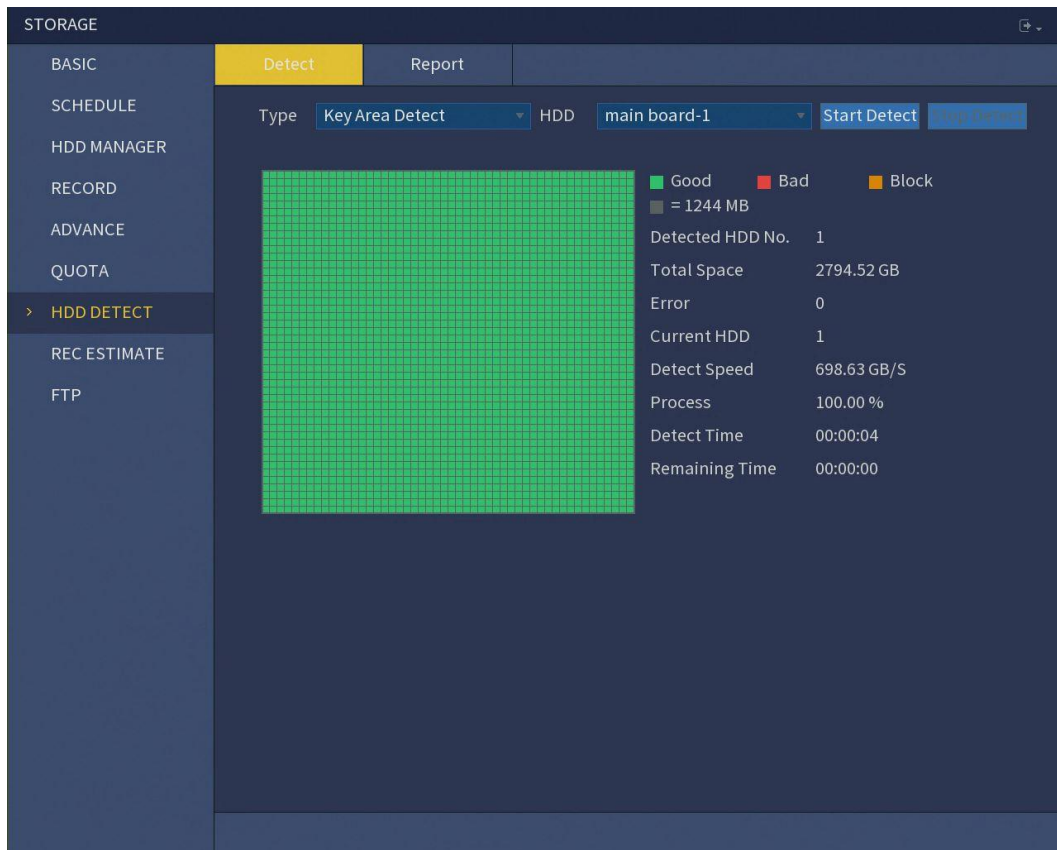 STORAGE
BASIC
SCHEDULE
HDD MANAGER
RECORD
ADVANCE
QUOTA
> HDD DETECT
REC ESTIMATE
FTP
Detect Report
Type Key Area Detect HDD main board-1 Start Detect Stop Detect
Good Bad Block
= 1244 MB
Detected HDD No. 1
Total Space 2794.52 GB
Error 0
Current HDD 1
Detect Speed 698.63 GB/S
Process 100.00 %
Detect Time 00:00:04
Remaining Time 00:00:00